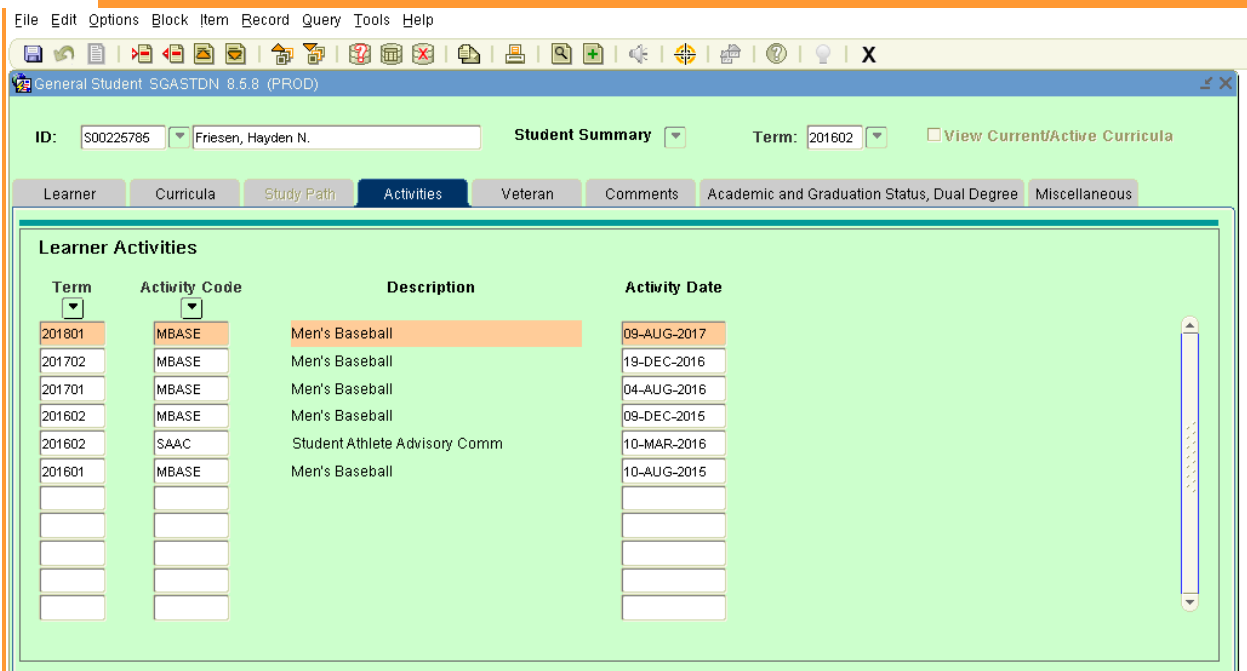 File Edit Options Block Item Record Query Tools Help
X
General Student SGASTDN 8.5.8 (PROD)
ID: S00225785 Friesen, Hayden N. Student Summary Term: 201602 View Current/Active Curricula
Learner Curricula Study Path Activities Veteran Comments Academic and Graduation Status, Dual Degree Miscellaneous
Learner Activities
Term Activity Code Description Activity Date
201801 MBASE Men's Baseball 09-AUG-2017
201702 MBASE Men's Baseball 19-DEC-2016
201701 MBASE Men's Baseball 04-AUG-2016
201602 MBASE Men's Baseball 09-DEC-2015
201602 SAAC Student Athlete Advisory Comm 10-MAR-2016
201601 MBASE Men's Baseball 10-AUG-2015